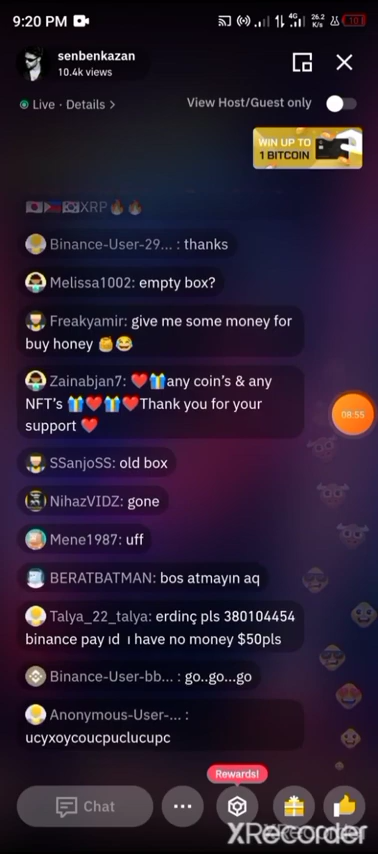 9:20 PM
4G
26.2
K/s
10
senbenkazan
10.4k views
Live · Details >
View Host/Guest only
WIN UP TO
1 BITCOIN
🇯🇵🇵🇭🇰🇷XRP🔥🔥
Binance-User-29... : thanks
Melissa1002: empty box?
Freakyamir: give me some money for
buy honey 🍯😂
Zainabjan7: ❤️🎁any coin's & any
NFT's 🎁❤️🎁❤️Thank you for your
support ❤️
08:55
SSanjoSS: old box
NihazVIDZ: gone
Mene1987: uff
BERATBATMAN: bos atmayın aq
Talya_22_talya: erdinç pls 380104454
binance pay ıd ı have no money $50pls
Binance-User-bb... : go..go...go
Anonymous-User-... :
ucyxoycoucpuclucupc
Rewards!
Chat
XRecorder